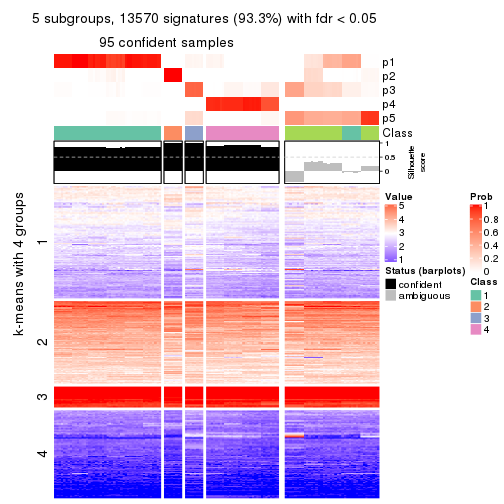 5 subgroups, 13570 signatures (93.3%) with fdr < 0.05
95 confident samples
p1
p2
p3
p4
p5
Class
1
0.5
0
Silhouette
score
k-means with 4 groups
1
2
3
4
Value
5
4
3
2
1
Status (barplots)
confident
ambiguous
Prob
1
0.8
0.6
0.4
0.2
0
Class
1
2
3
4